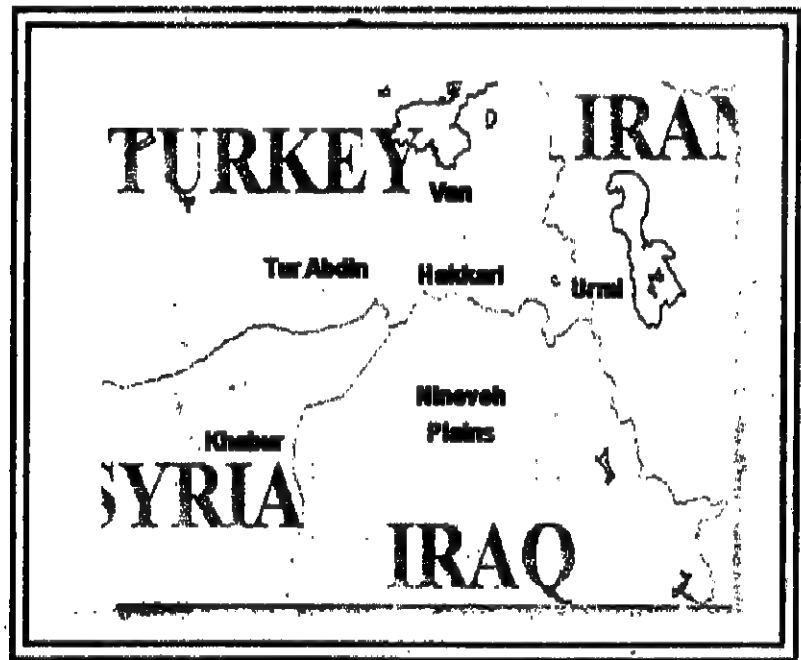 TURKEY
IRAN
Van
Tur Abdin
Hakkari
Urmi
Nineveh
Plains
Khabur
SYRIA
IRAQ